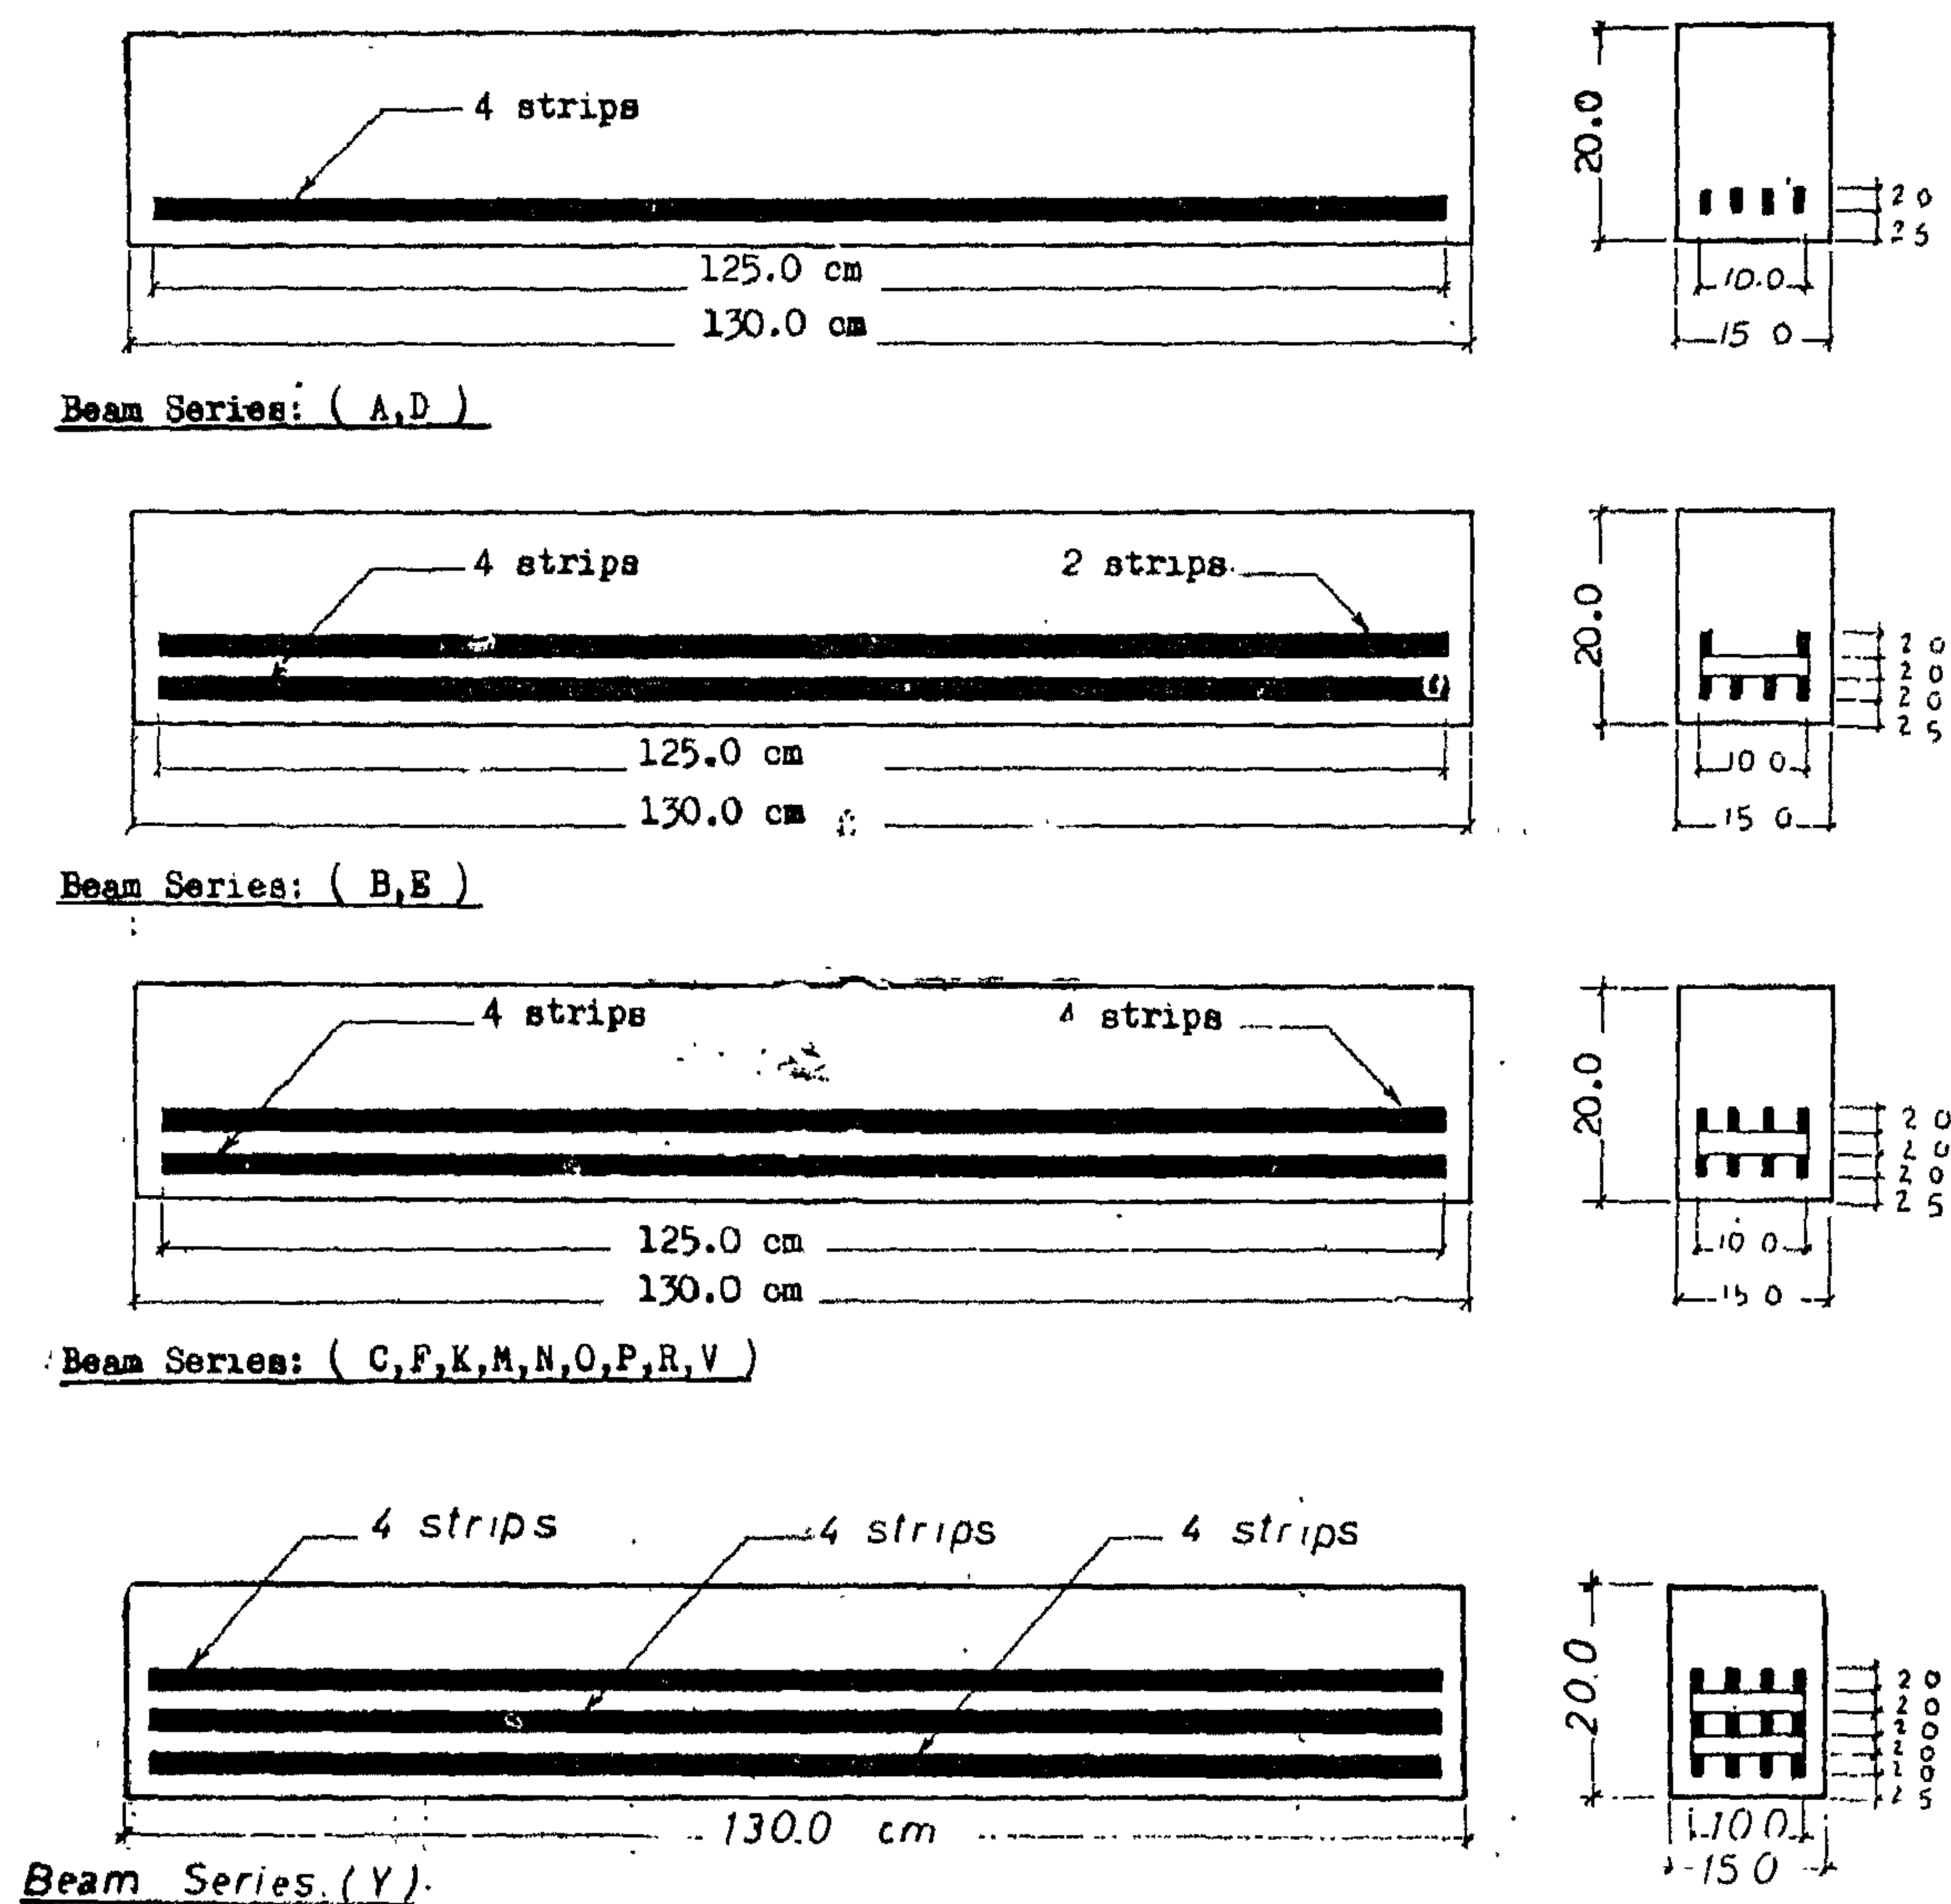 4 strips
20.0
2 0
2 5
125.0 cm
10.0
130.0 cm
15 0
Beam Series: ( A,D )
4 strips
2 strips
20.0
2 0
2 0
2 0
2 5
125.0 cm
10 0
130.0 cm
15 0
Beam Series: ( B,E )
4 strips
4 strips
20.0
2 0
2 0
2 0
2 5
125.0 cm
10 0
130.0 cm
15 0
Beam Series: ( C,F,K,M,N,O,P,R,V )
4 strips
4 strips
4 strips
20.0
2 0
2 0
2 0
2 0
2 0
2 5
130.0 cm
10 0
15 0
Beam Series. (Y).